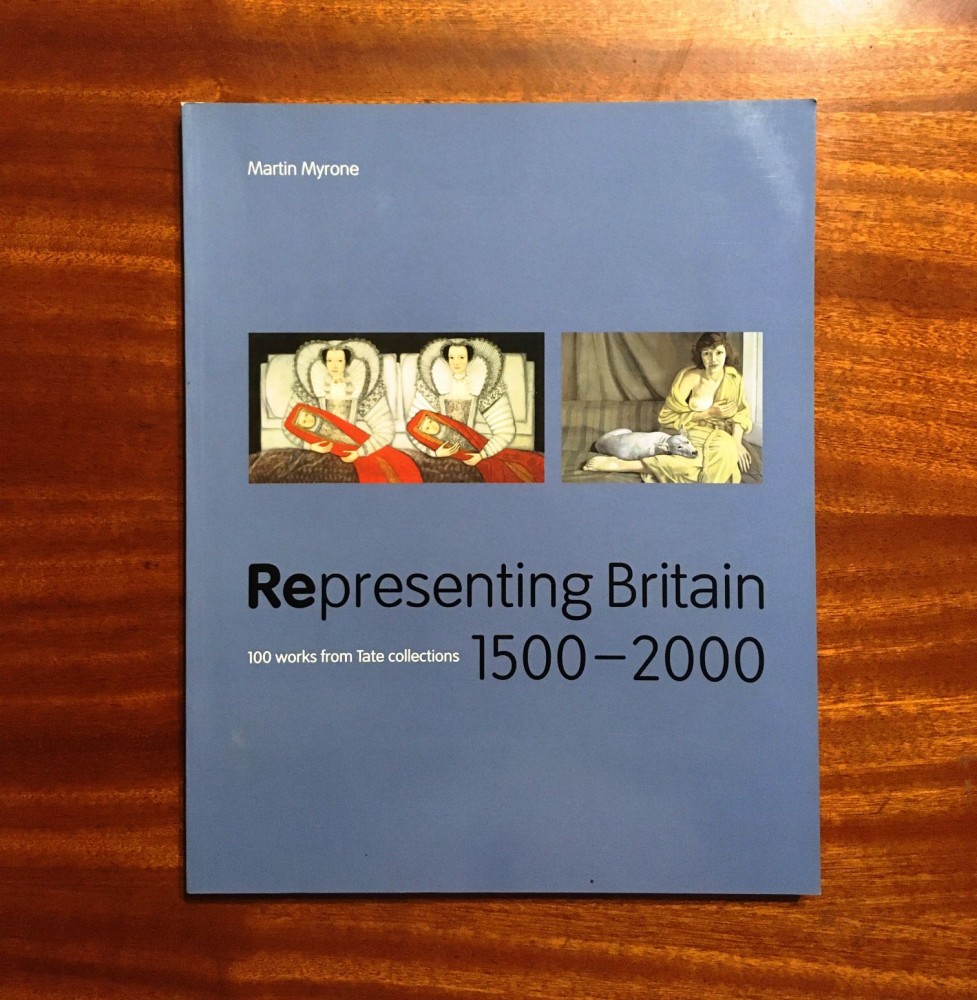 Martin Myrone
Representing Britain
100 works from Tate collections 1500–2000